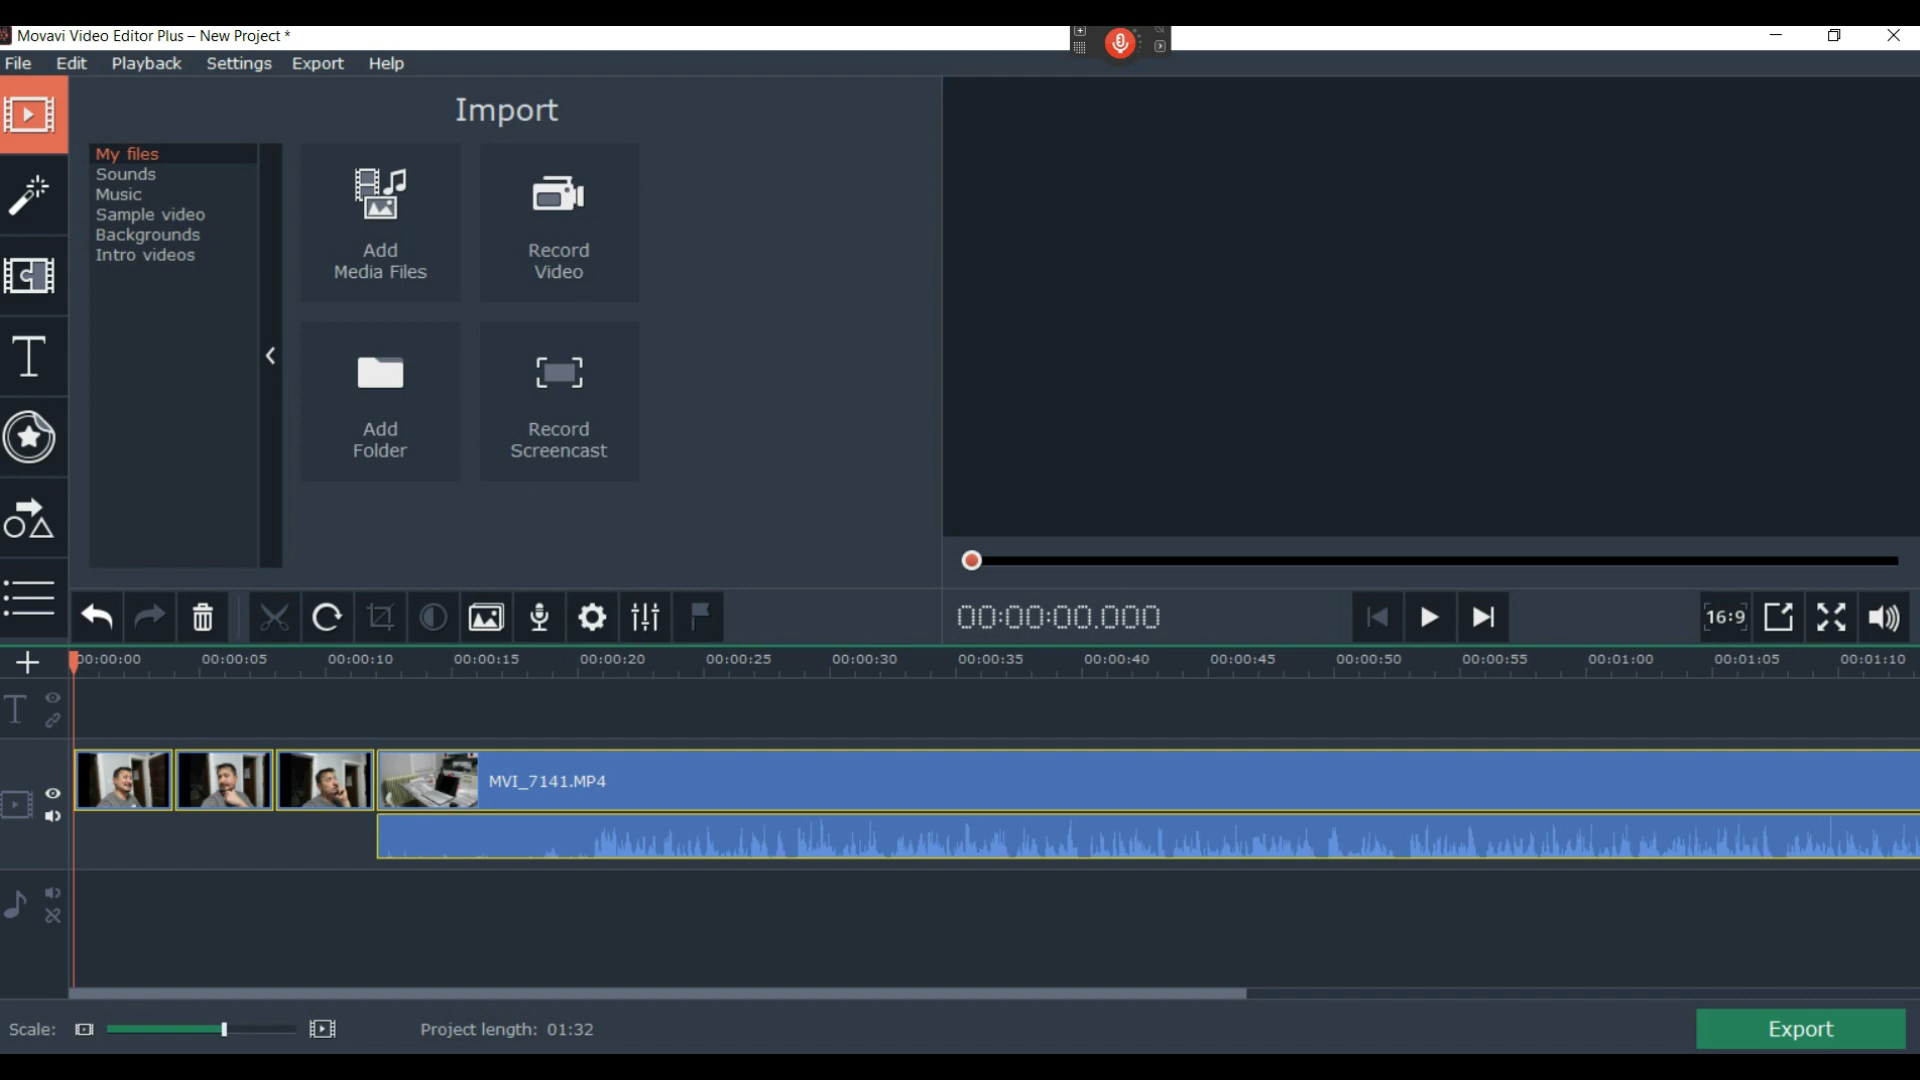 Movavi Video Editor Plus – New Project *
File Edit Playback Settings Export Help
Import
My files
Sounds
Music
Sample video
Backgrounds
Intro videos
Add
Media Files
Record
Video
Add
Folder
Record
Screencast
00:00:00.000
16:9
00:00:00 00:00:05 00:00:10 00:00:15 00:00:20 00:00:25 00:00:30 00:00:35 00:00:40 00:00:45 00:00:50 00:00:55 00:01:00 00:01:05 00:01:10
MVI_7141.MP4
Scale:
Project length: 01:32
Export